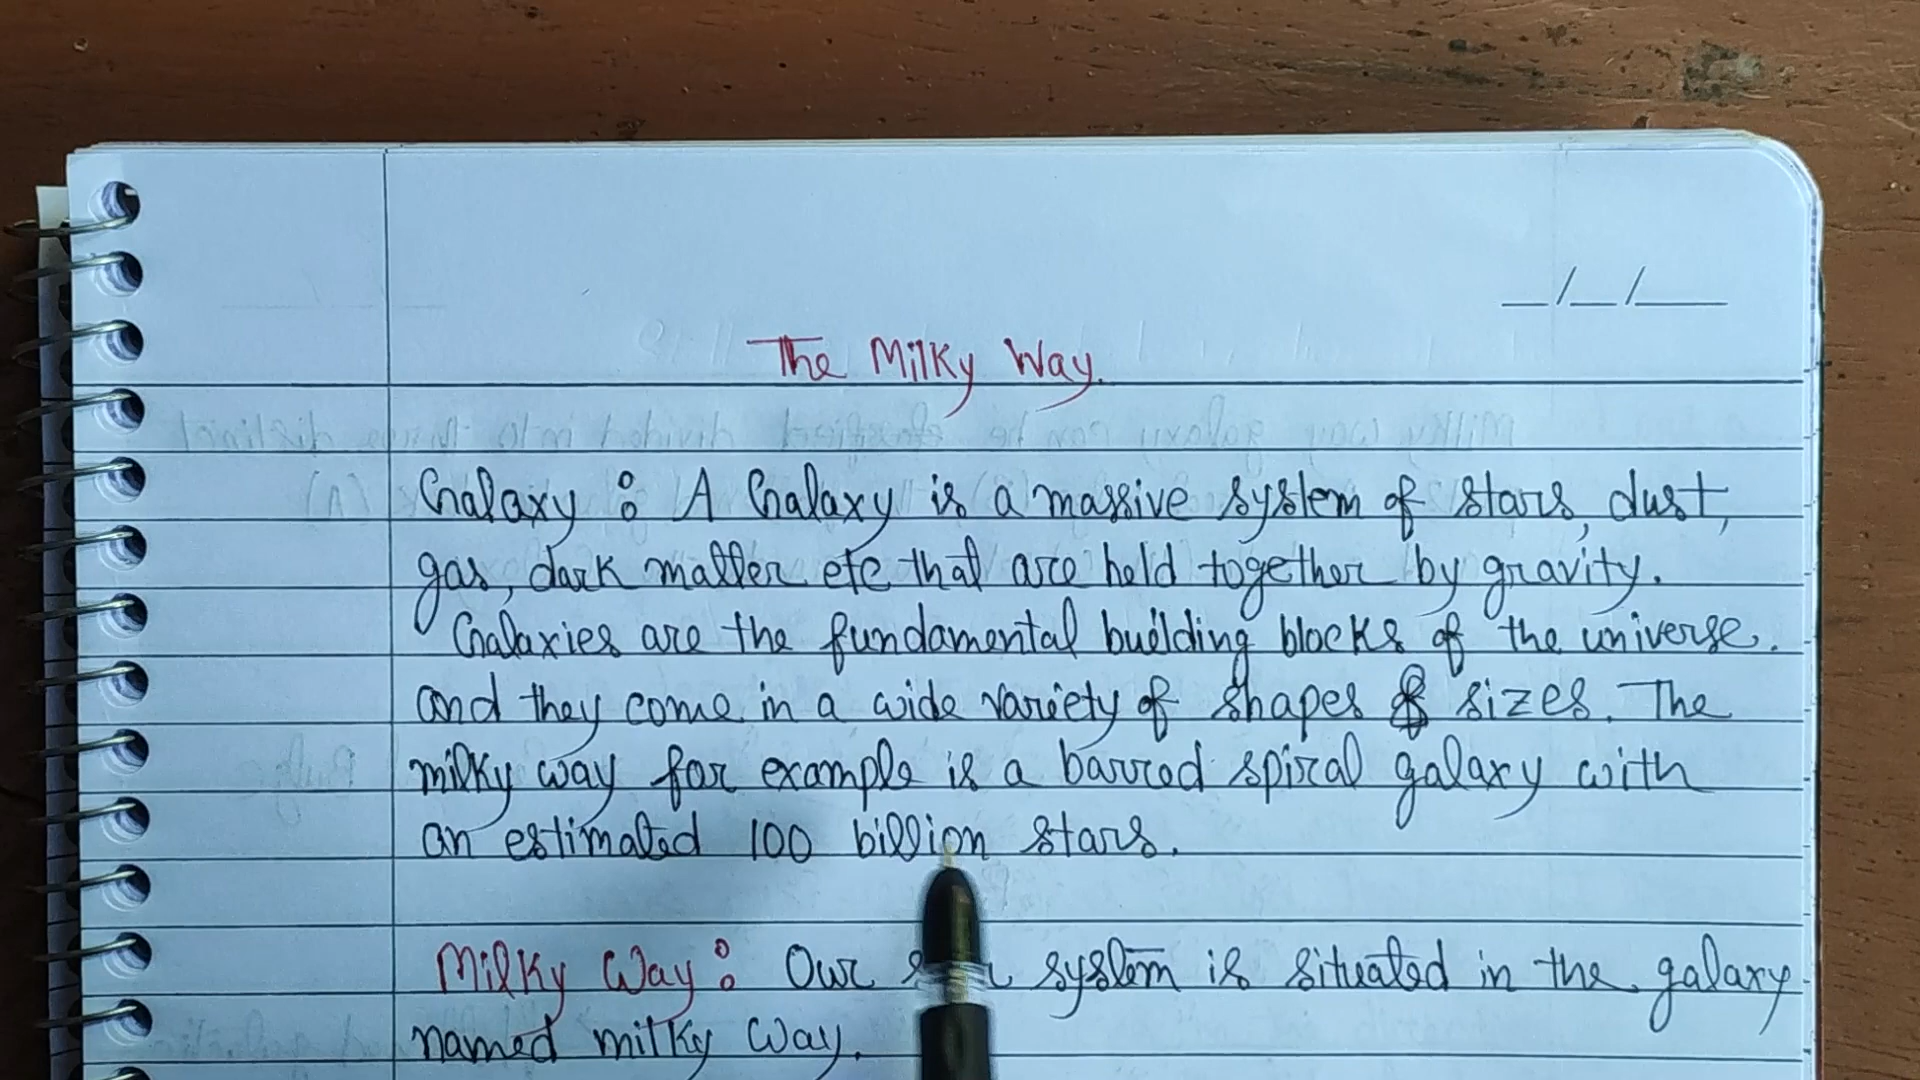 The Milky Way.
Galaxy : A Galaxy is a massive system of stars, dust,
gas, dark matter etc that are held together by gravity.
Galaxies are the fundamental building blocks of the universe.
and they come in a wide variety of shapes & sizes. The
milky way for example is a barred spiral galaxy with
an estimated 100 billion stars.
Milky Way : Our system is situated in the galaxy
named milky way.